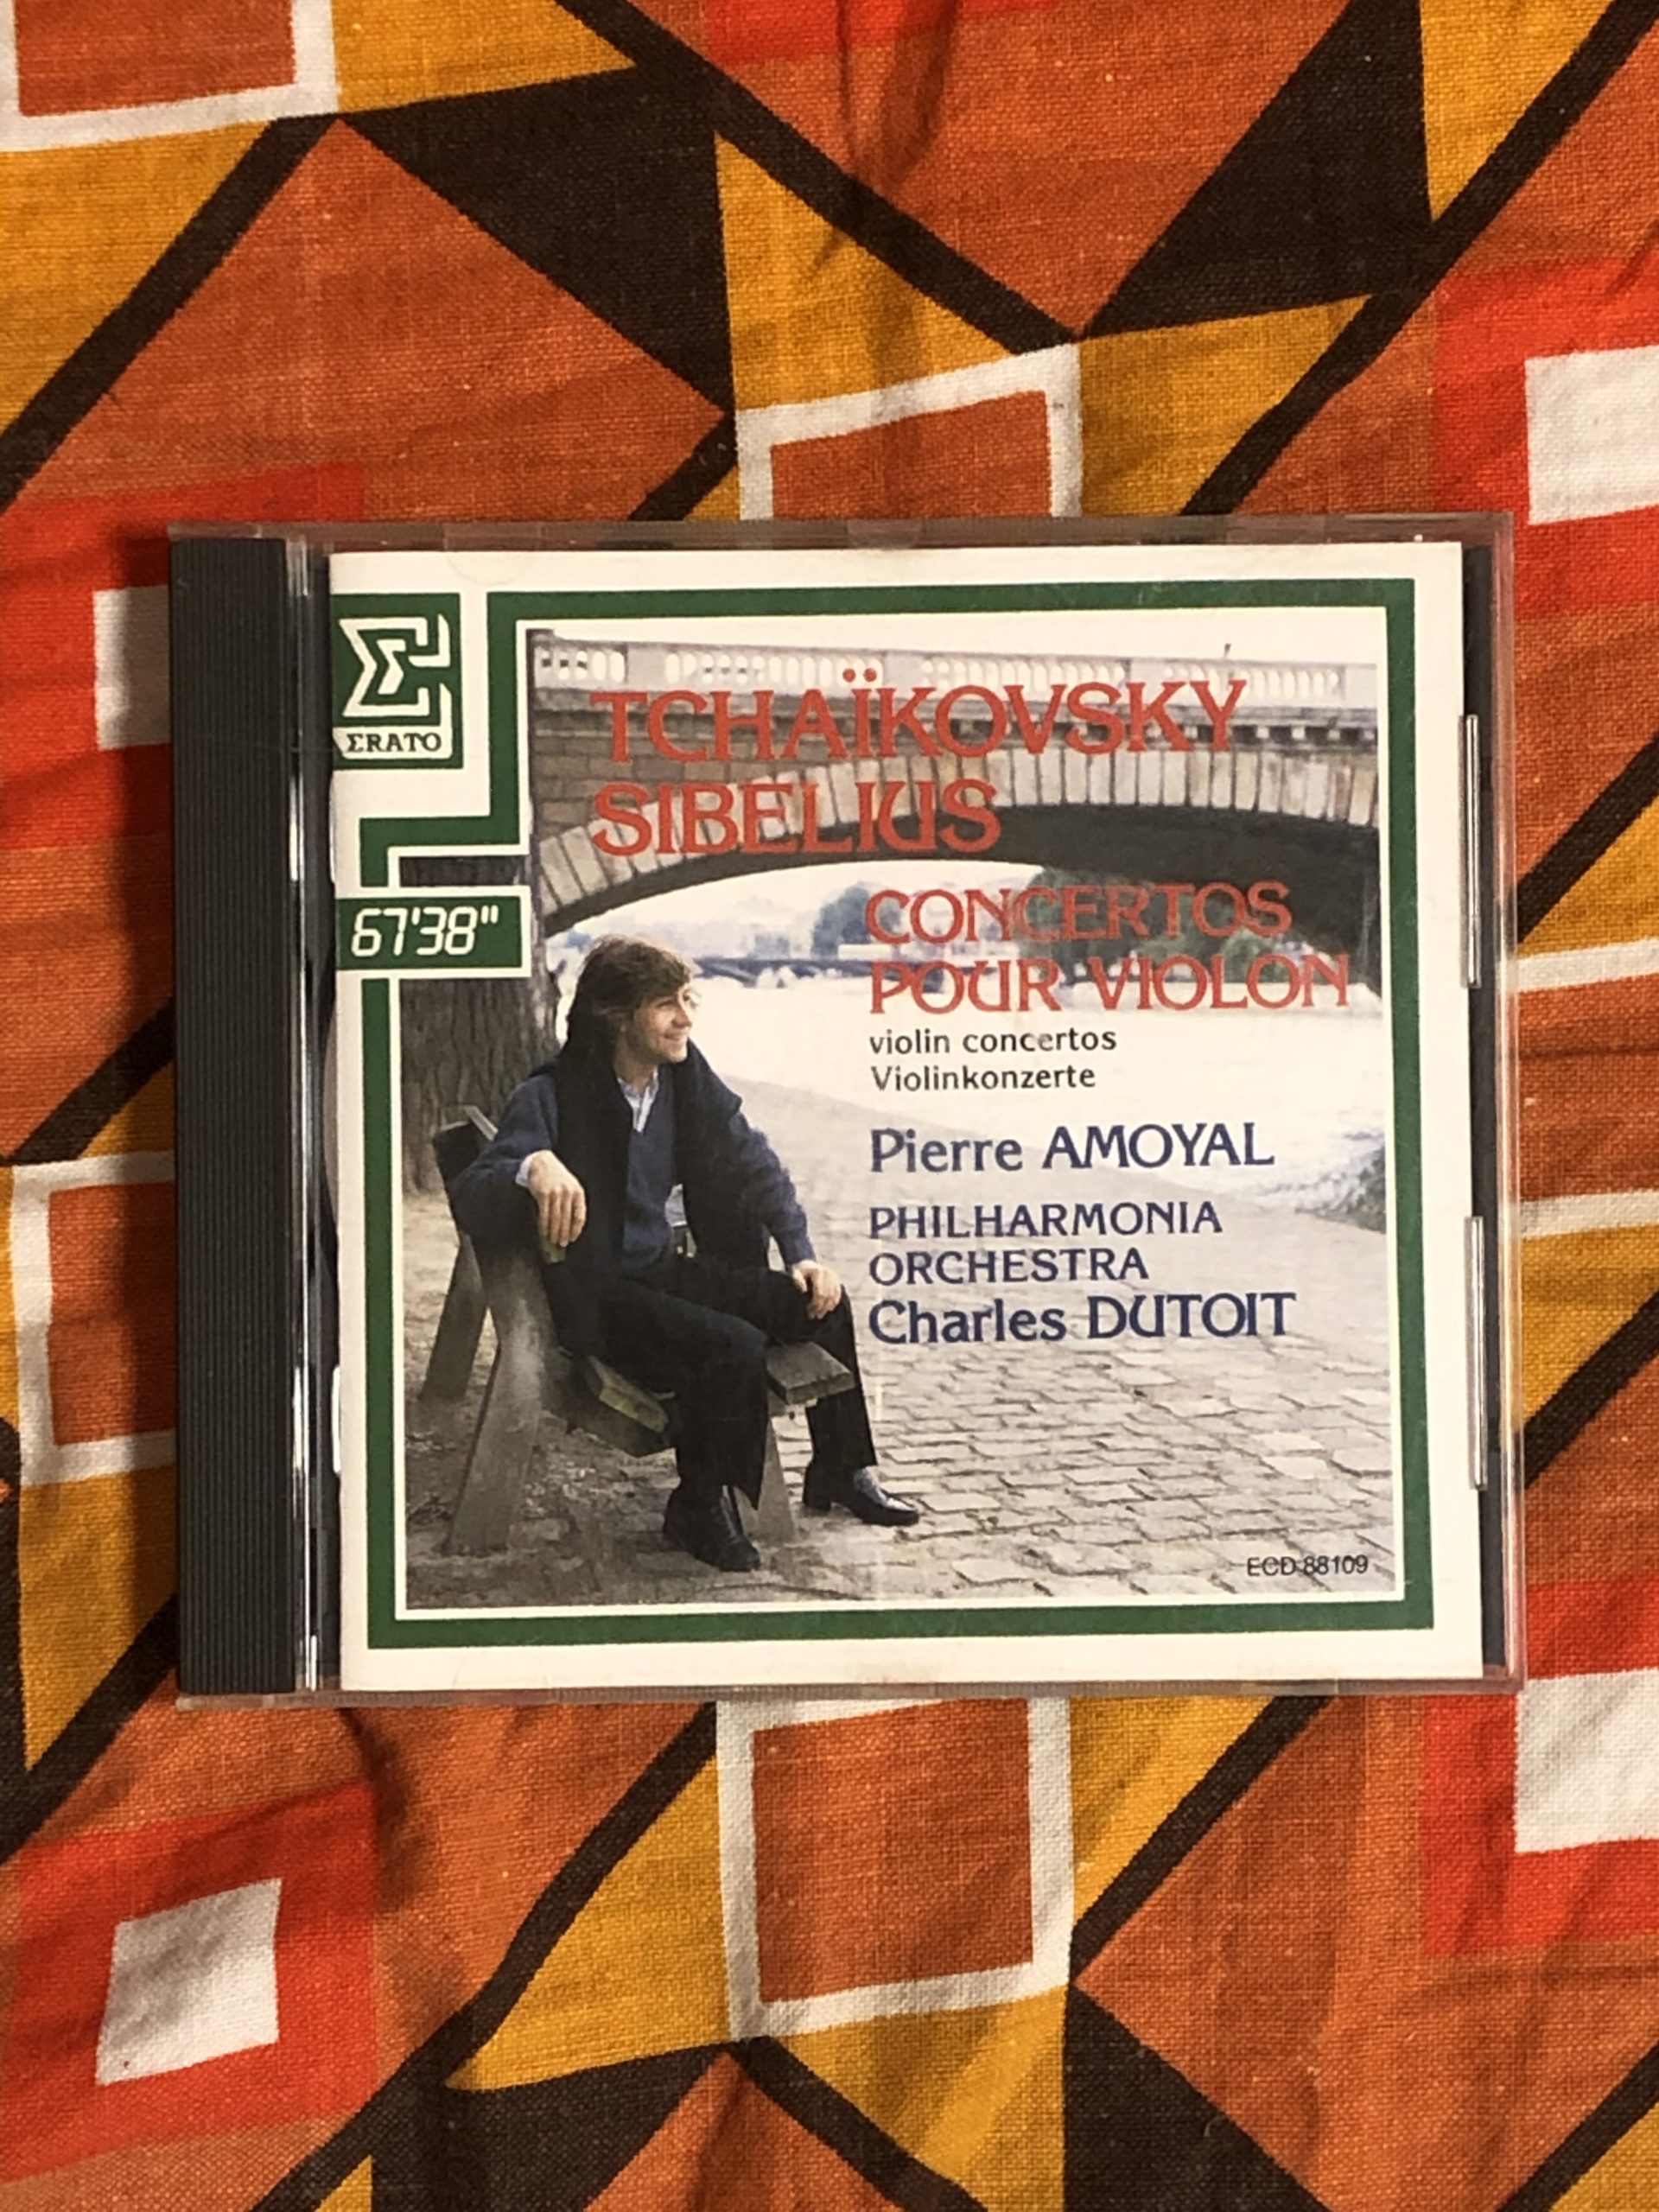 ΣRATO
TCHAÏKOVSKY
SIBELIUS
67'38"
CONCERTOS
POUR VIOLON
violin concertos
Violinkonzerte
Pierre AMOYAL
PHILHARMONIA
ORCHESTRA
Charles DUTOIT
ECD 88109